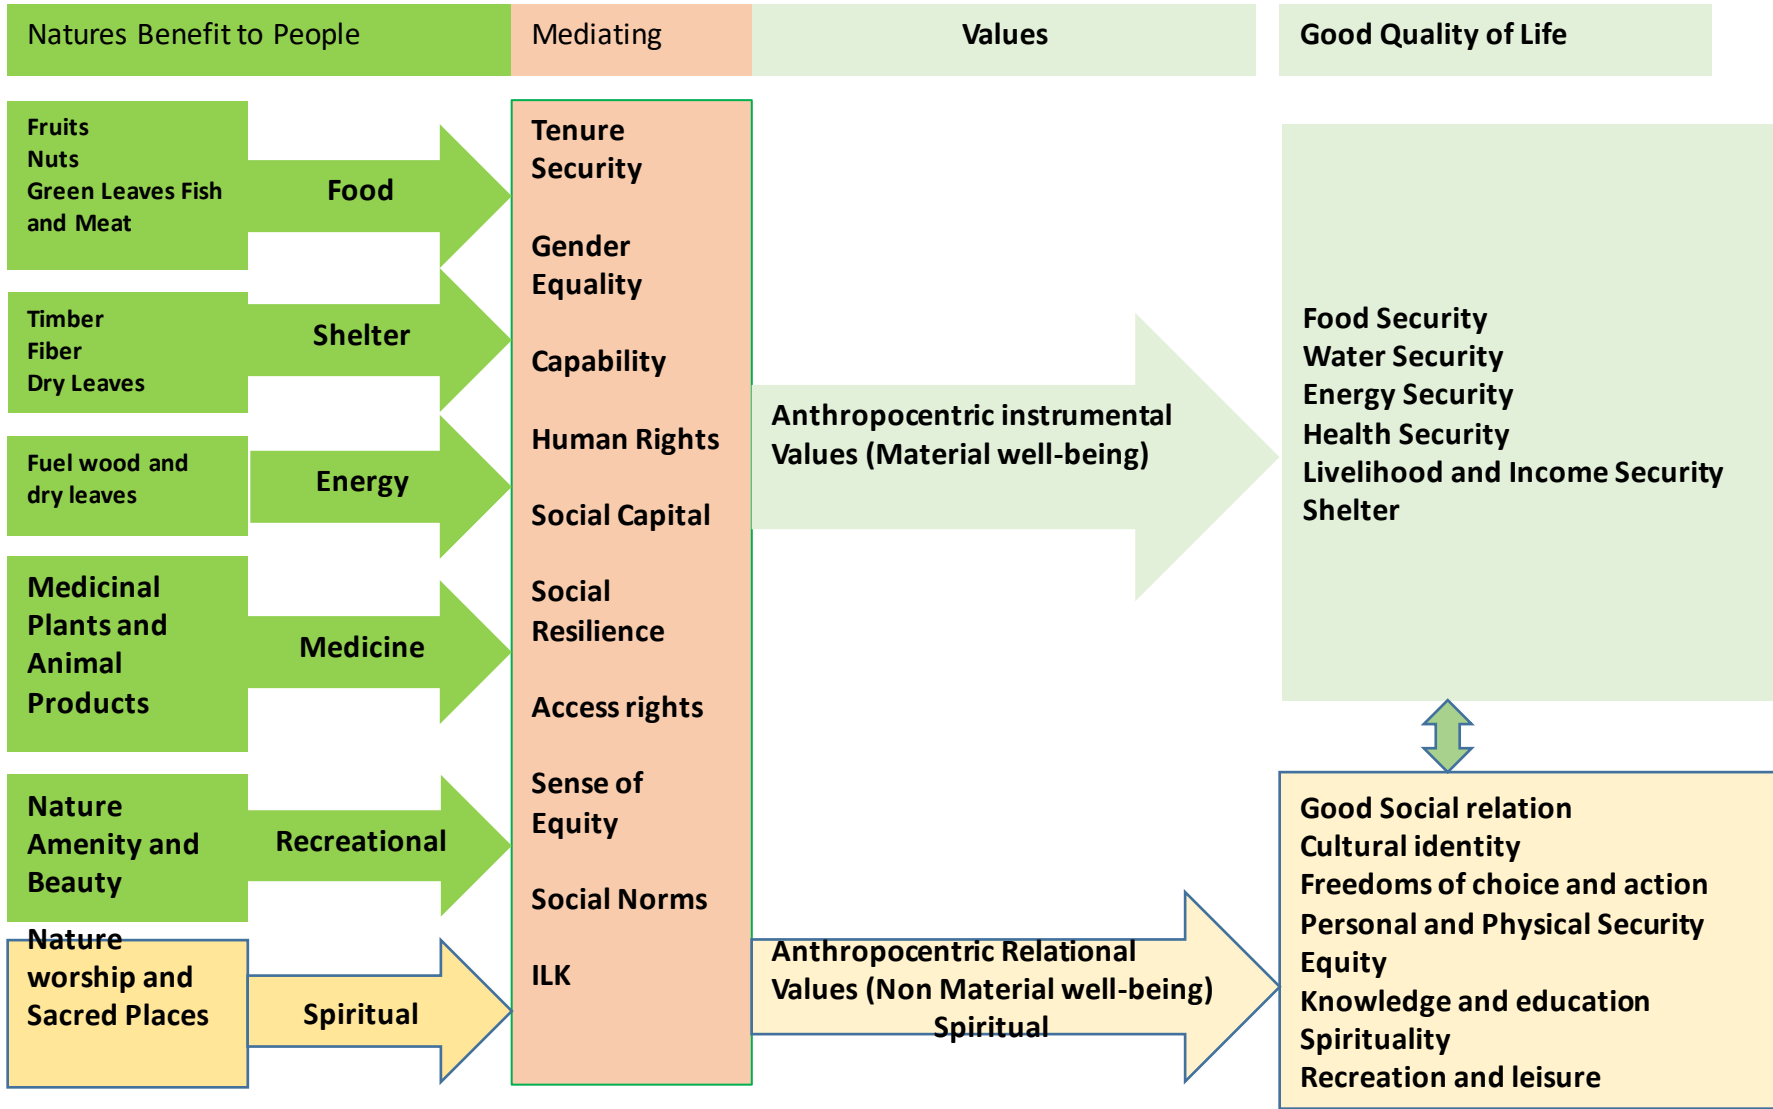 Natures Benefit to People
Mediating
Values
Good Quality of Life
Fruits
Nuts
Green Leaves Fish
and Meat
Food
Timber
Fiber
Dry Leaves
Shelter
Fuel wood and
dry leaves
Energy
Medicinal
Plants and
Animal
Products
Medicine
Nature
Amenity and
Beauty
Recreational
Nature
worship and
Sacred Places
Spiritual
Tenure
Security
Gender
Equality
Capability
Human Rights
Social Capital
Social
Resilience
Access rights
Sense of
Equity
Social Norms
ILK
Anthropocentric instrumental
Values (Material well-being)
Anthropocentric Relational
Values (Non Material well-being)
Spiritual
Food Security
Water Security
Energy Security
Health Security
Livelihood and Income Security
Shelter
Good Social relation
Cultural identity
Freedoms of choice and action
Personal and Physical Security
Equity
Knowledge and education
Spirituality
Recreation and leisure